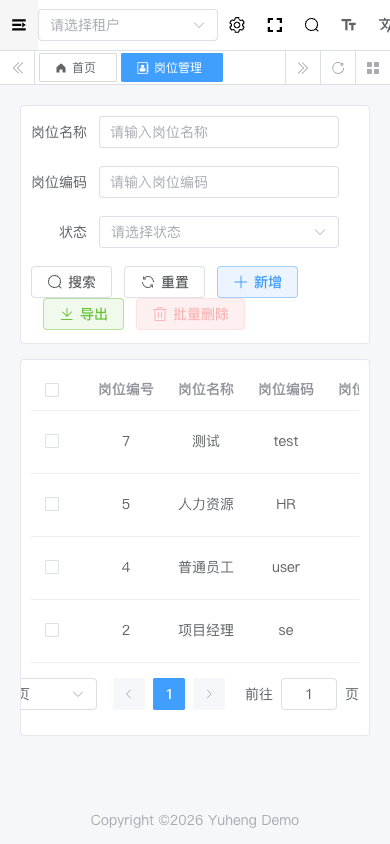 请选择租户
首页 岗位管理
岗位名称 请输入岗位名称
岗位编码 请输入岗位编码
状态 请选择状态
搜索 重置 新增
导出 批量删除
岗位编号 岗位名称 岗位编码 岗位
7 测试 test
5 人力资源 HR
4 普通员工 user
2 项目经理 se
页 1 前往 1 页
Copyright ©2026 Yuheng Demo